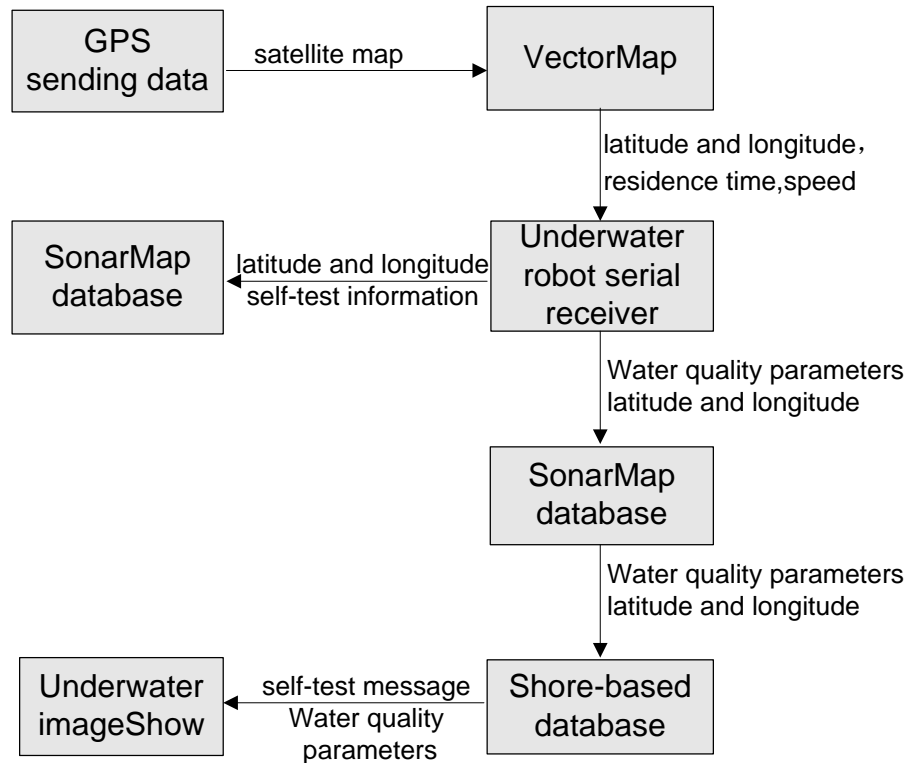 GPS
sending data
satellite map
VectorMap
latitude and longitude，
residence time,speed
SonarMap
database
latitude and longitude
self-test information
Underwater
robot serial
receiver
Water quality parameters
latitude and longitude
SonarMap
database
Water quality parameters
latitude and longitude
Underwater
imageShow
self-test message
Water quality
parameters
Shore-based
database